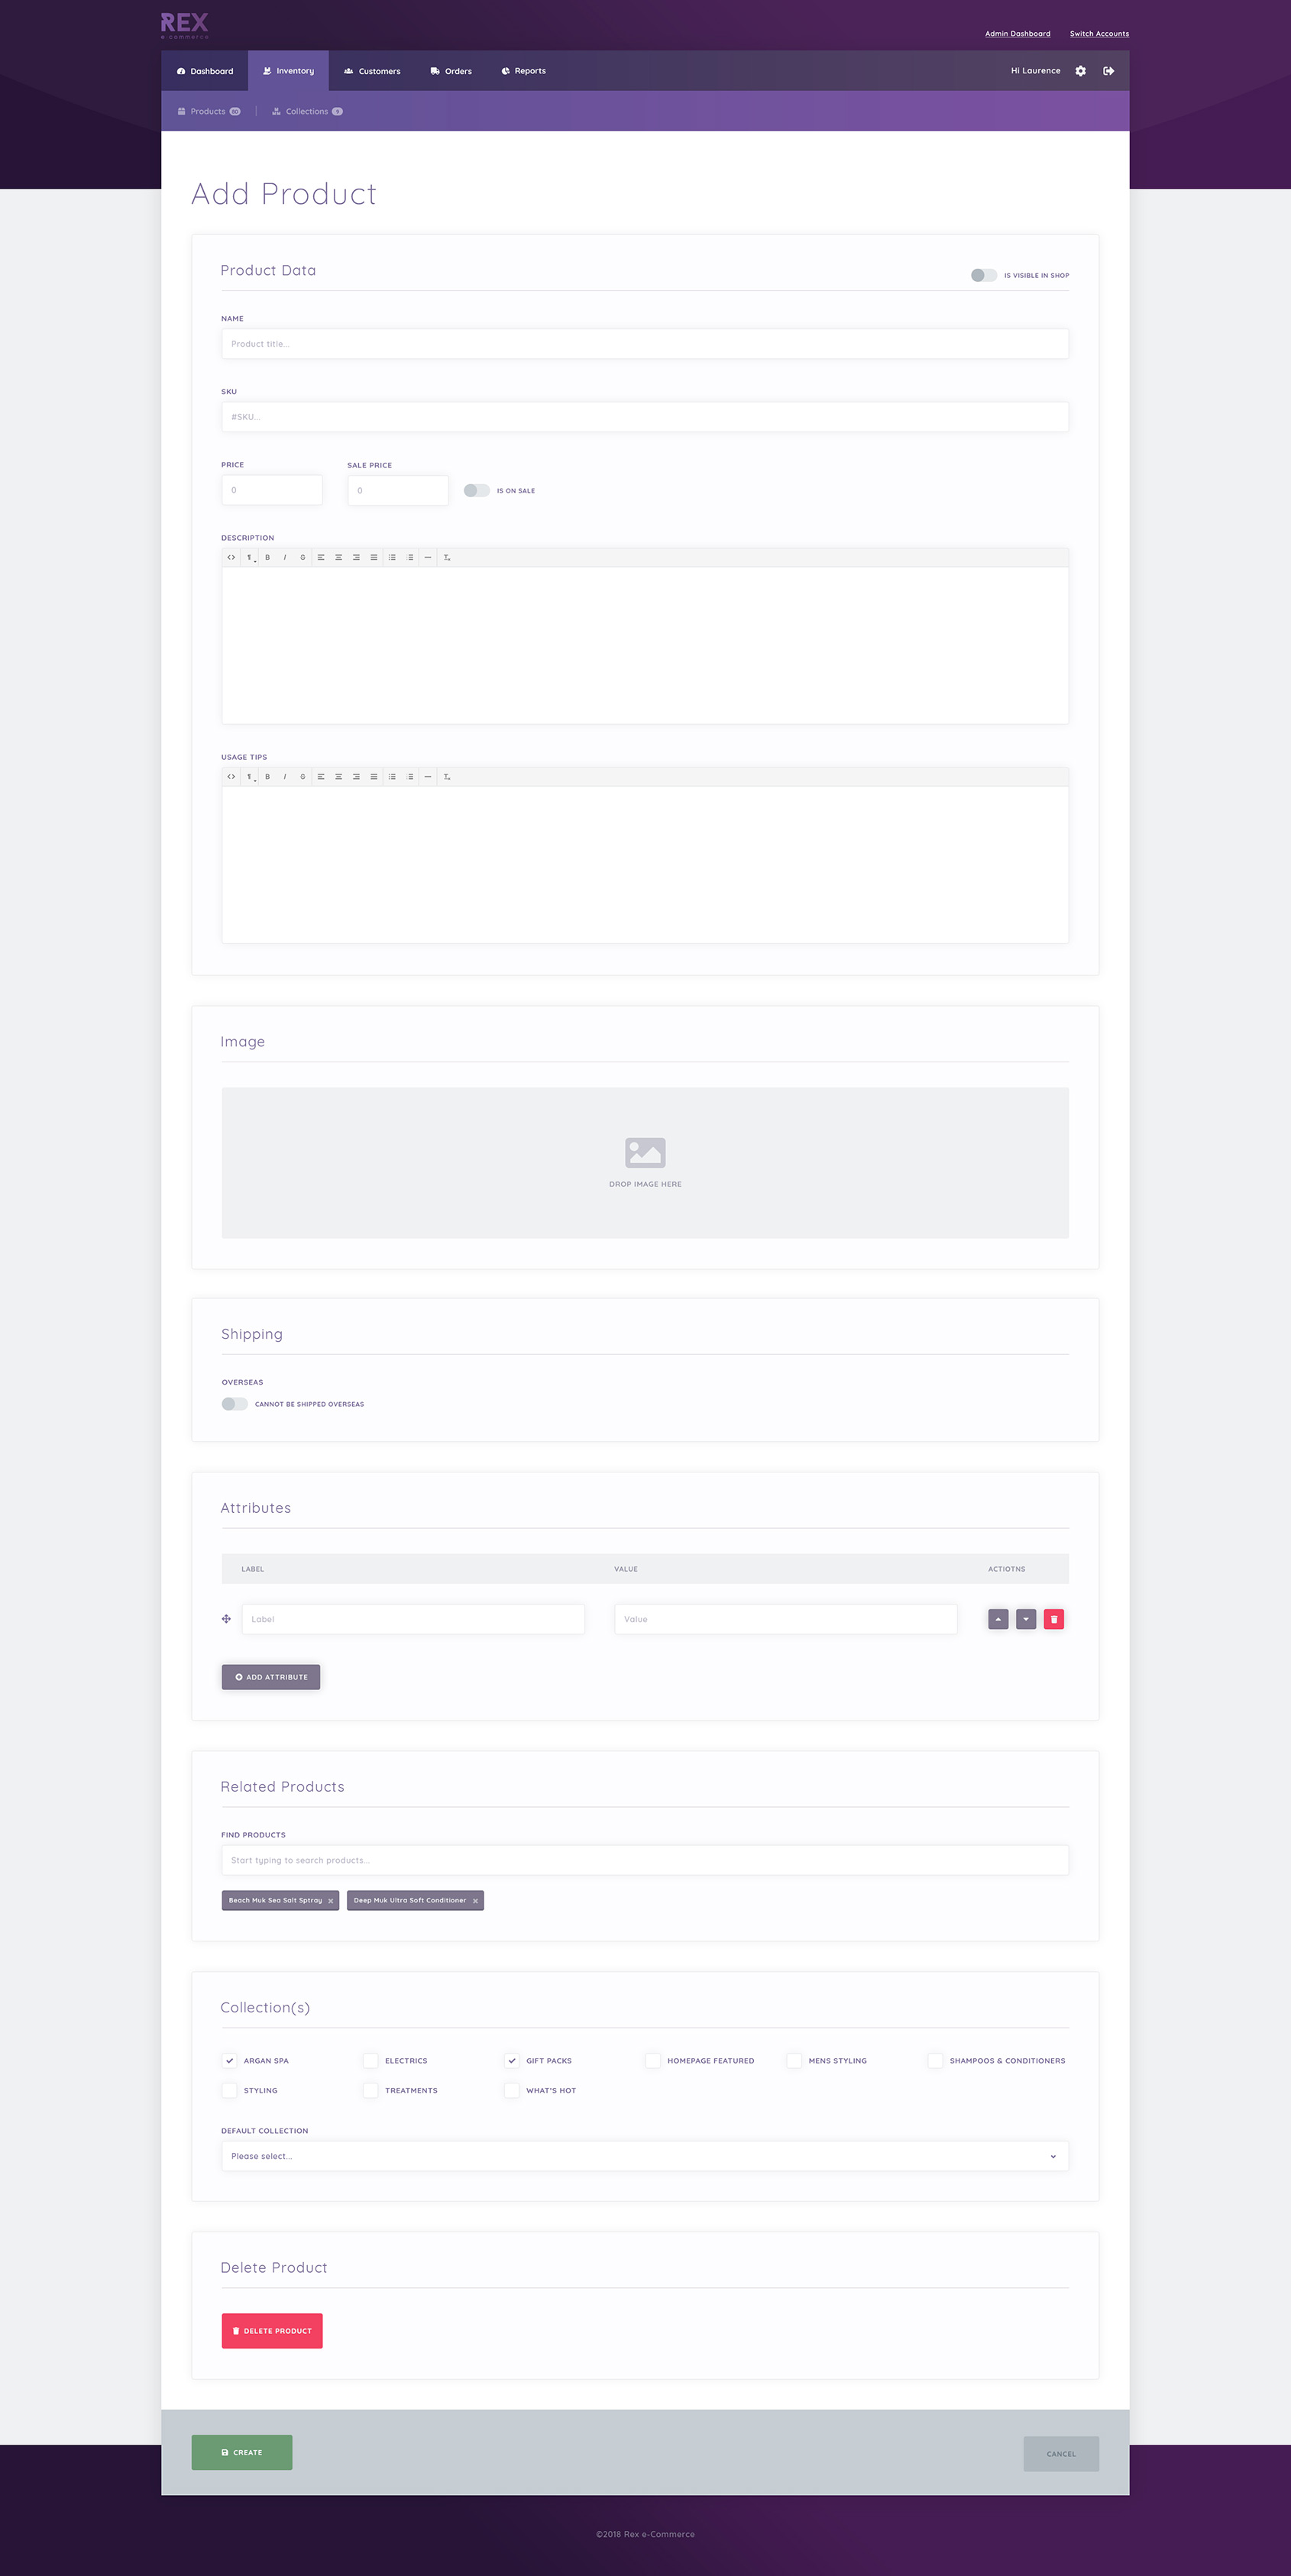 REX
e-commerce
Admin Dashboard Switch Accounts
Dashboard Inventory Customers Orders Reports Hi Laurence
Products Collections
Add Product
Product Data
IS VISIBLE IN SHOP
NAME
Product title...
SKU
#SKU...
PRICE SALE PRICE
0 0 IS ON SALE
DESCRIPTION
B I S
USAGE TIPS
B I S
Image
DROP IMAGE HERE
Shipping
OVERSEAS
CANNOT BE SHIPPED OVERSEAS
Attributes
LABEL VALUE ACTIOTNS
Label Value
ADD ATTRIBUTE
Related Products
FIND PRODUCTS
Start typing to search products...
Beach Muk Sea Salt Sptray × Deep Muk Ultra Soft Conditioner ×
Collection(s)
ARGAN SPA ELECTRICS GIFT PACKS HOMEPAGE FEATURED MENS STYLING SHAMPOOS & CONDITIONERS
STYLING TREATMENTS WHAT'S HOT
DEFAULT COLLECTION
Please select...
Delete Product
DELETE PRODUCT
CREATE CANCEL
©2018 Rex e-Commerce